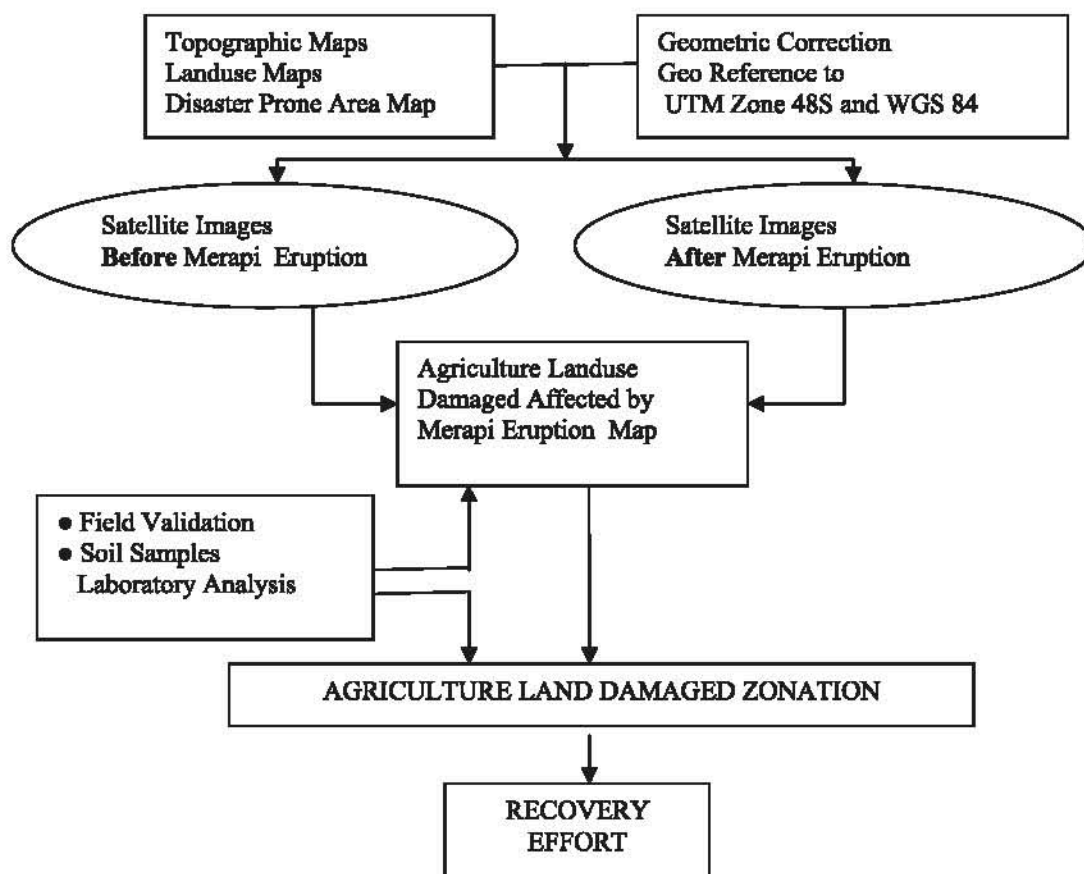 Topographic Maps
Landuse Maps
Disaster Prone Area Map
Geometric Correction
Geo Reference to
UTM Zone 48S and WGS 84
Satellite Images
Before Merapi Eruption
Satellite Images
After Merapi Eruption
Agriculture Landuse
Damaged Affected by
Merapi Eruption Map
● Field Validation
● Soil Samples
Laboratory Analysis
AGRICULTURE LAND DAMAGED ZONATION
RECOVERY
EFFORT